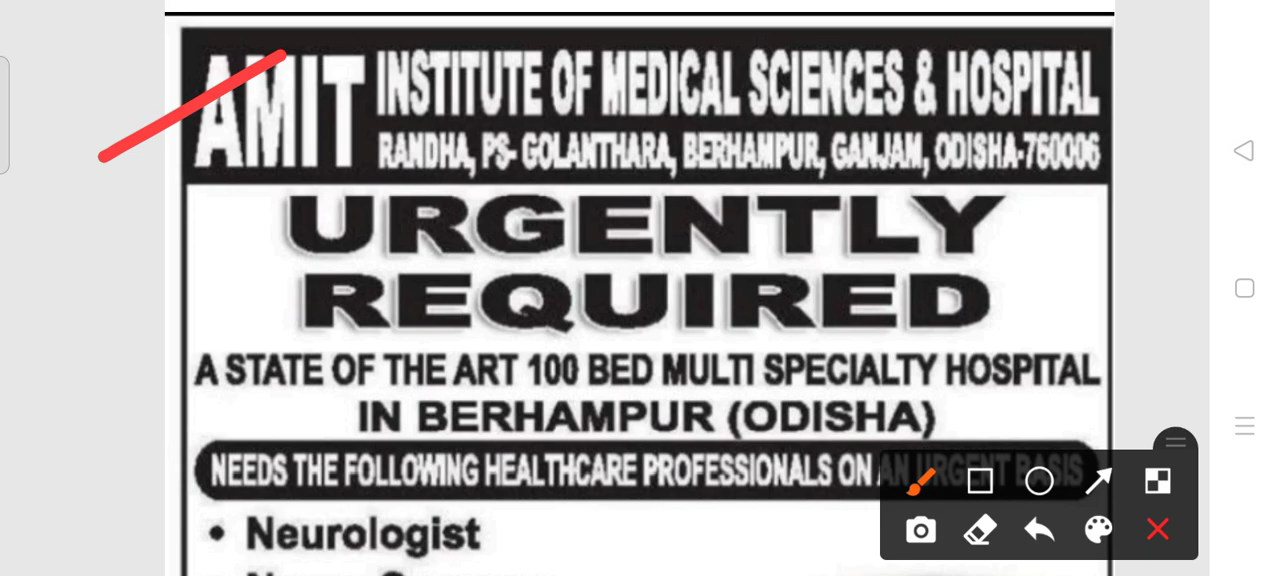 AMIT INSTITUTE OF MEDICAL SCIENCES & HOSPITAL
RANDHA, PS- GOLANTHARA, BERHAMPUR, GANJAM, ODISHA-760006
URGENTLY
REQUIRED
A STATE OF THE ART 100 BED MULTI SPECIALTY HOSPITAL
IN BERHAMPUR (ODISHA)
NEEDS THE FOLLOWING HEALTHCARE PROFESSIONALS ON AN URGENT BASIS
• Neurologist